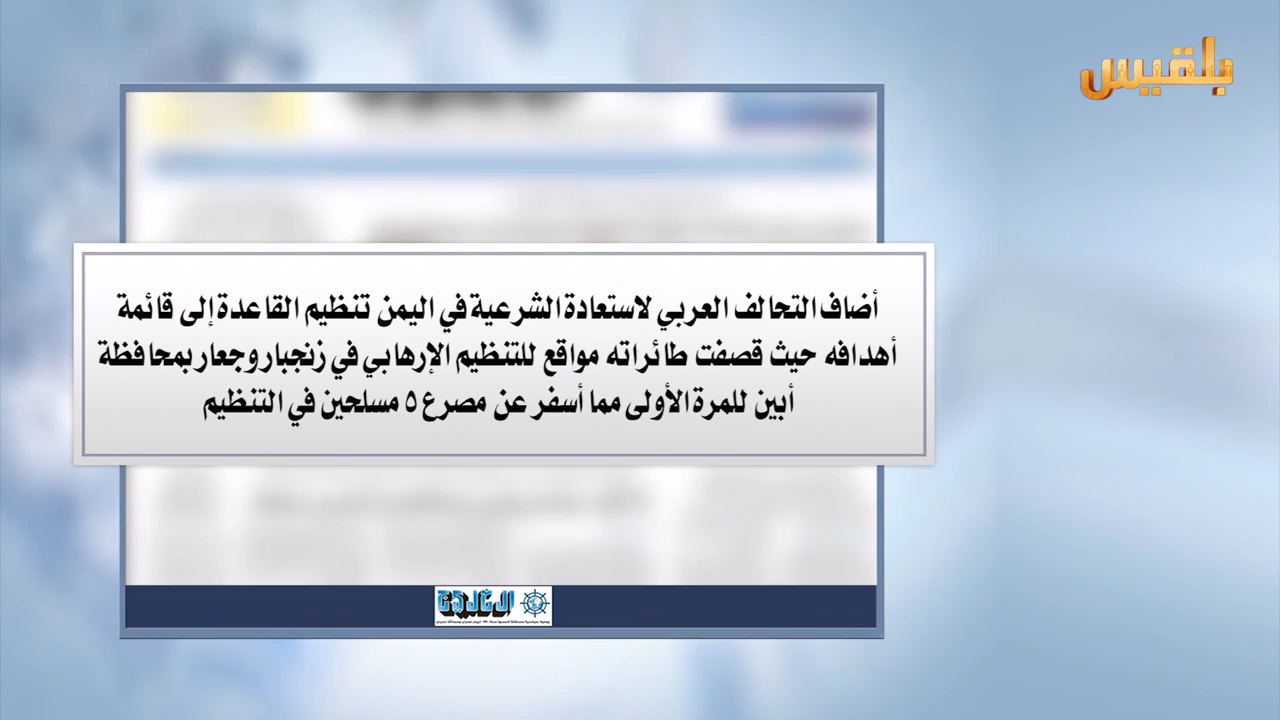 بلقيس
أضاف التحالف العربي لاستعادة الشرعية في اليمن تنظيم القاعدة إلى قائمة
أهدافه حيث قصفت طائراته مواقع للتنظيم الإرهابي في زنجبار وجعار بمحافظة
أبين للمرة الأولى مما أسفر عن مصرع ٥ مسلحين في التنظيم
الخليج